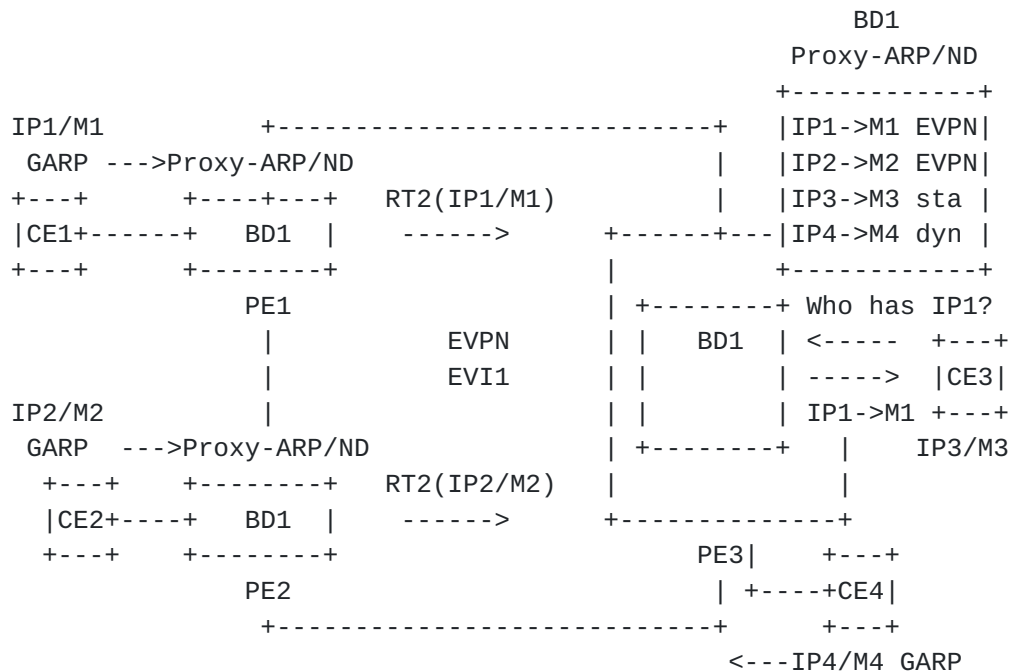 BD1
                                                  Proxy-ARP/ND
                                                 +------------+
IP1/M1          +----------------------------+   |IP1->M1 EVPN|
 GARP --->Proxy-ARP/ND                       |   |IP2->M2 EVPN|
+---+      +----+---+   RT2(IP1/M1)          |   |IP3->M3 sta |
|CE1+------+   BD1  |    ------>      +------+---|IP4->M4 dyn |
+---+      +--------+                 |          +------------+
               PE1                    | +--------+ Who has IP1?
                |           EVPN      | |   BD1  | <-----  +---+
                |           EVI1      | |        | ----->  |CE3|
IP2/M2          |                     | |        | IP1->M1 +---+
 GARP  --->Proxy-ARP/ND               | +--------+   |    IP3/M3
  +---+    +--------+   RT2(IP2/M2)   |              |
  |CE2+----+   BD1  |    ------>      +--------------+
  +---+    +--------+                       PE3|    +---+
               PE2                           | +----+CE4|
                +----------------------------+      +---+
                                              <---IP4/M4 GARP